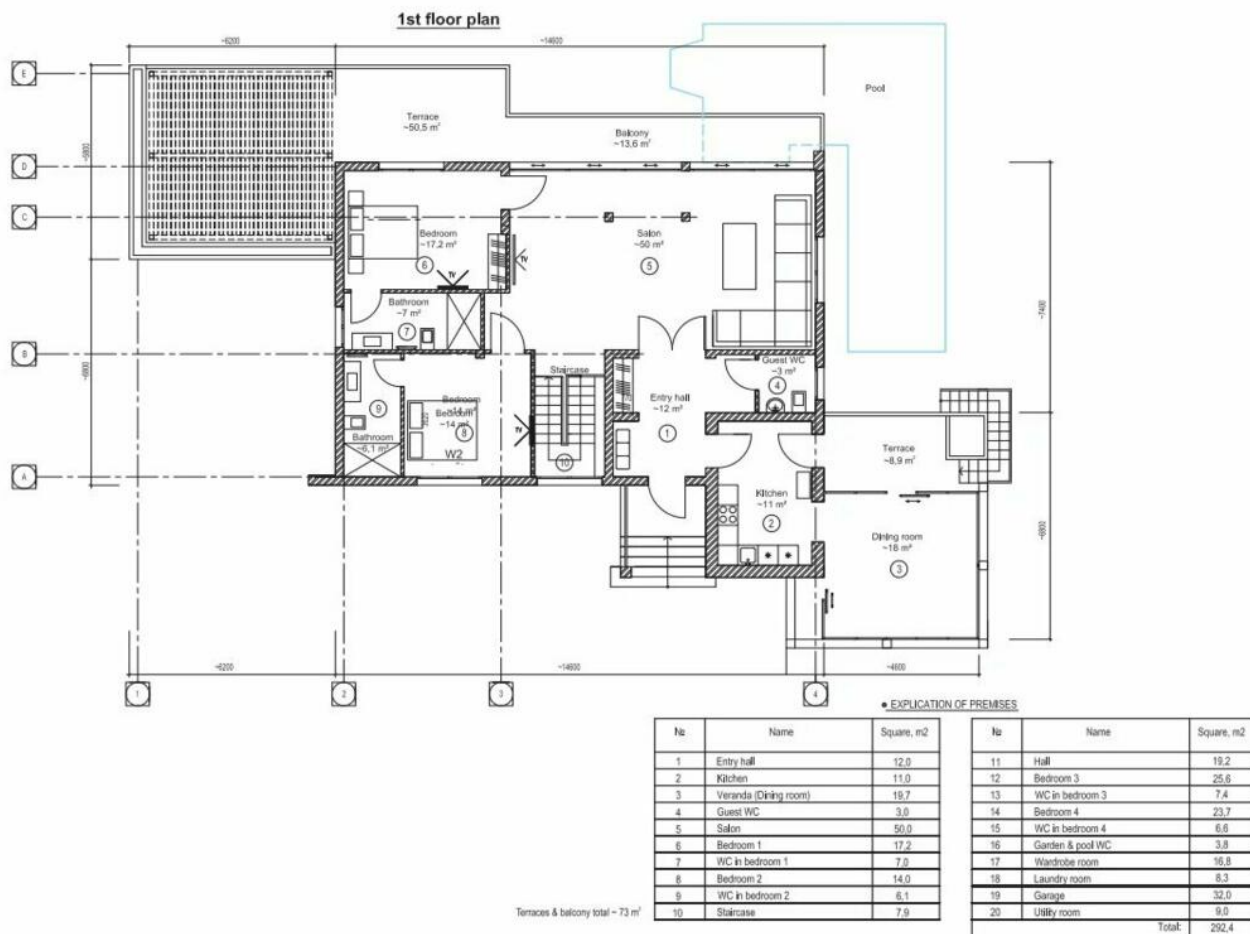 1st floor plan
~6200
~14600
E
Pool
Terrace
~50,5 m²
Balcony
~13,6 m²
~5800
D
C
Bedroom
~17,2 m²
6
TV
TV
Salon
~50 m²
5
~7400
Bathroom
~7 m²
7
B
~6800
Staircase
Guest WC
~3 m²
4
Bedroom
~14 m²
Bedroom
~14 m²
8
W2
TV
9
Bathroom
~6,1 m²
10
Entry hall
~12 m²
1
A
Terrace
~8,9 m²
Kitchen
~11 m²
2
Dining room
~18 m²
3
~6800
~6200
~14600
~4600
1
2
3
4
• EXPLICATION OF PREMISES
№ Name Square, m2
1 Entry hall 12,0
2 Kitchen 11,0
3 Veranda (Dining room) 19,7
4 Guest WC 3,0
5 Salon 50,0
6 Bedroom 1 17,2
7 WC in bedroom 1 7,0
8 Bedroom 2 14,0
9 WC in bedroom 2 6,1
10 Staircase 7,9
№ Name Square, m2
11 Hall 19,2
12 Bedroom 3 25,6
13 WC in bedroom 3 7,4
14 Bedroom 4 23,7
15 WC in bedroom 4 6,6
16 Garden & pool WC 3,8
17 Wardrobe room 16,8
18 Laundry room 8,3
19 Garage 32,0
20 Utility room 9,0
Total: 292,4
Terraces & balcony total ~ 73 m²